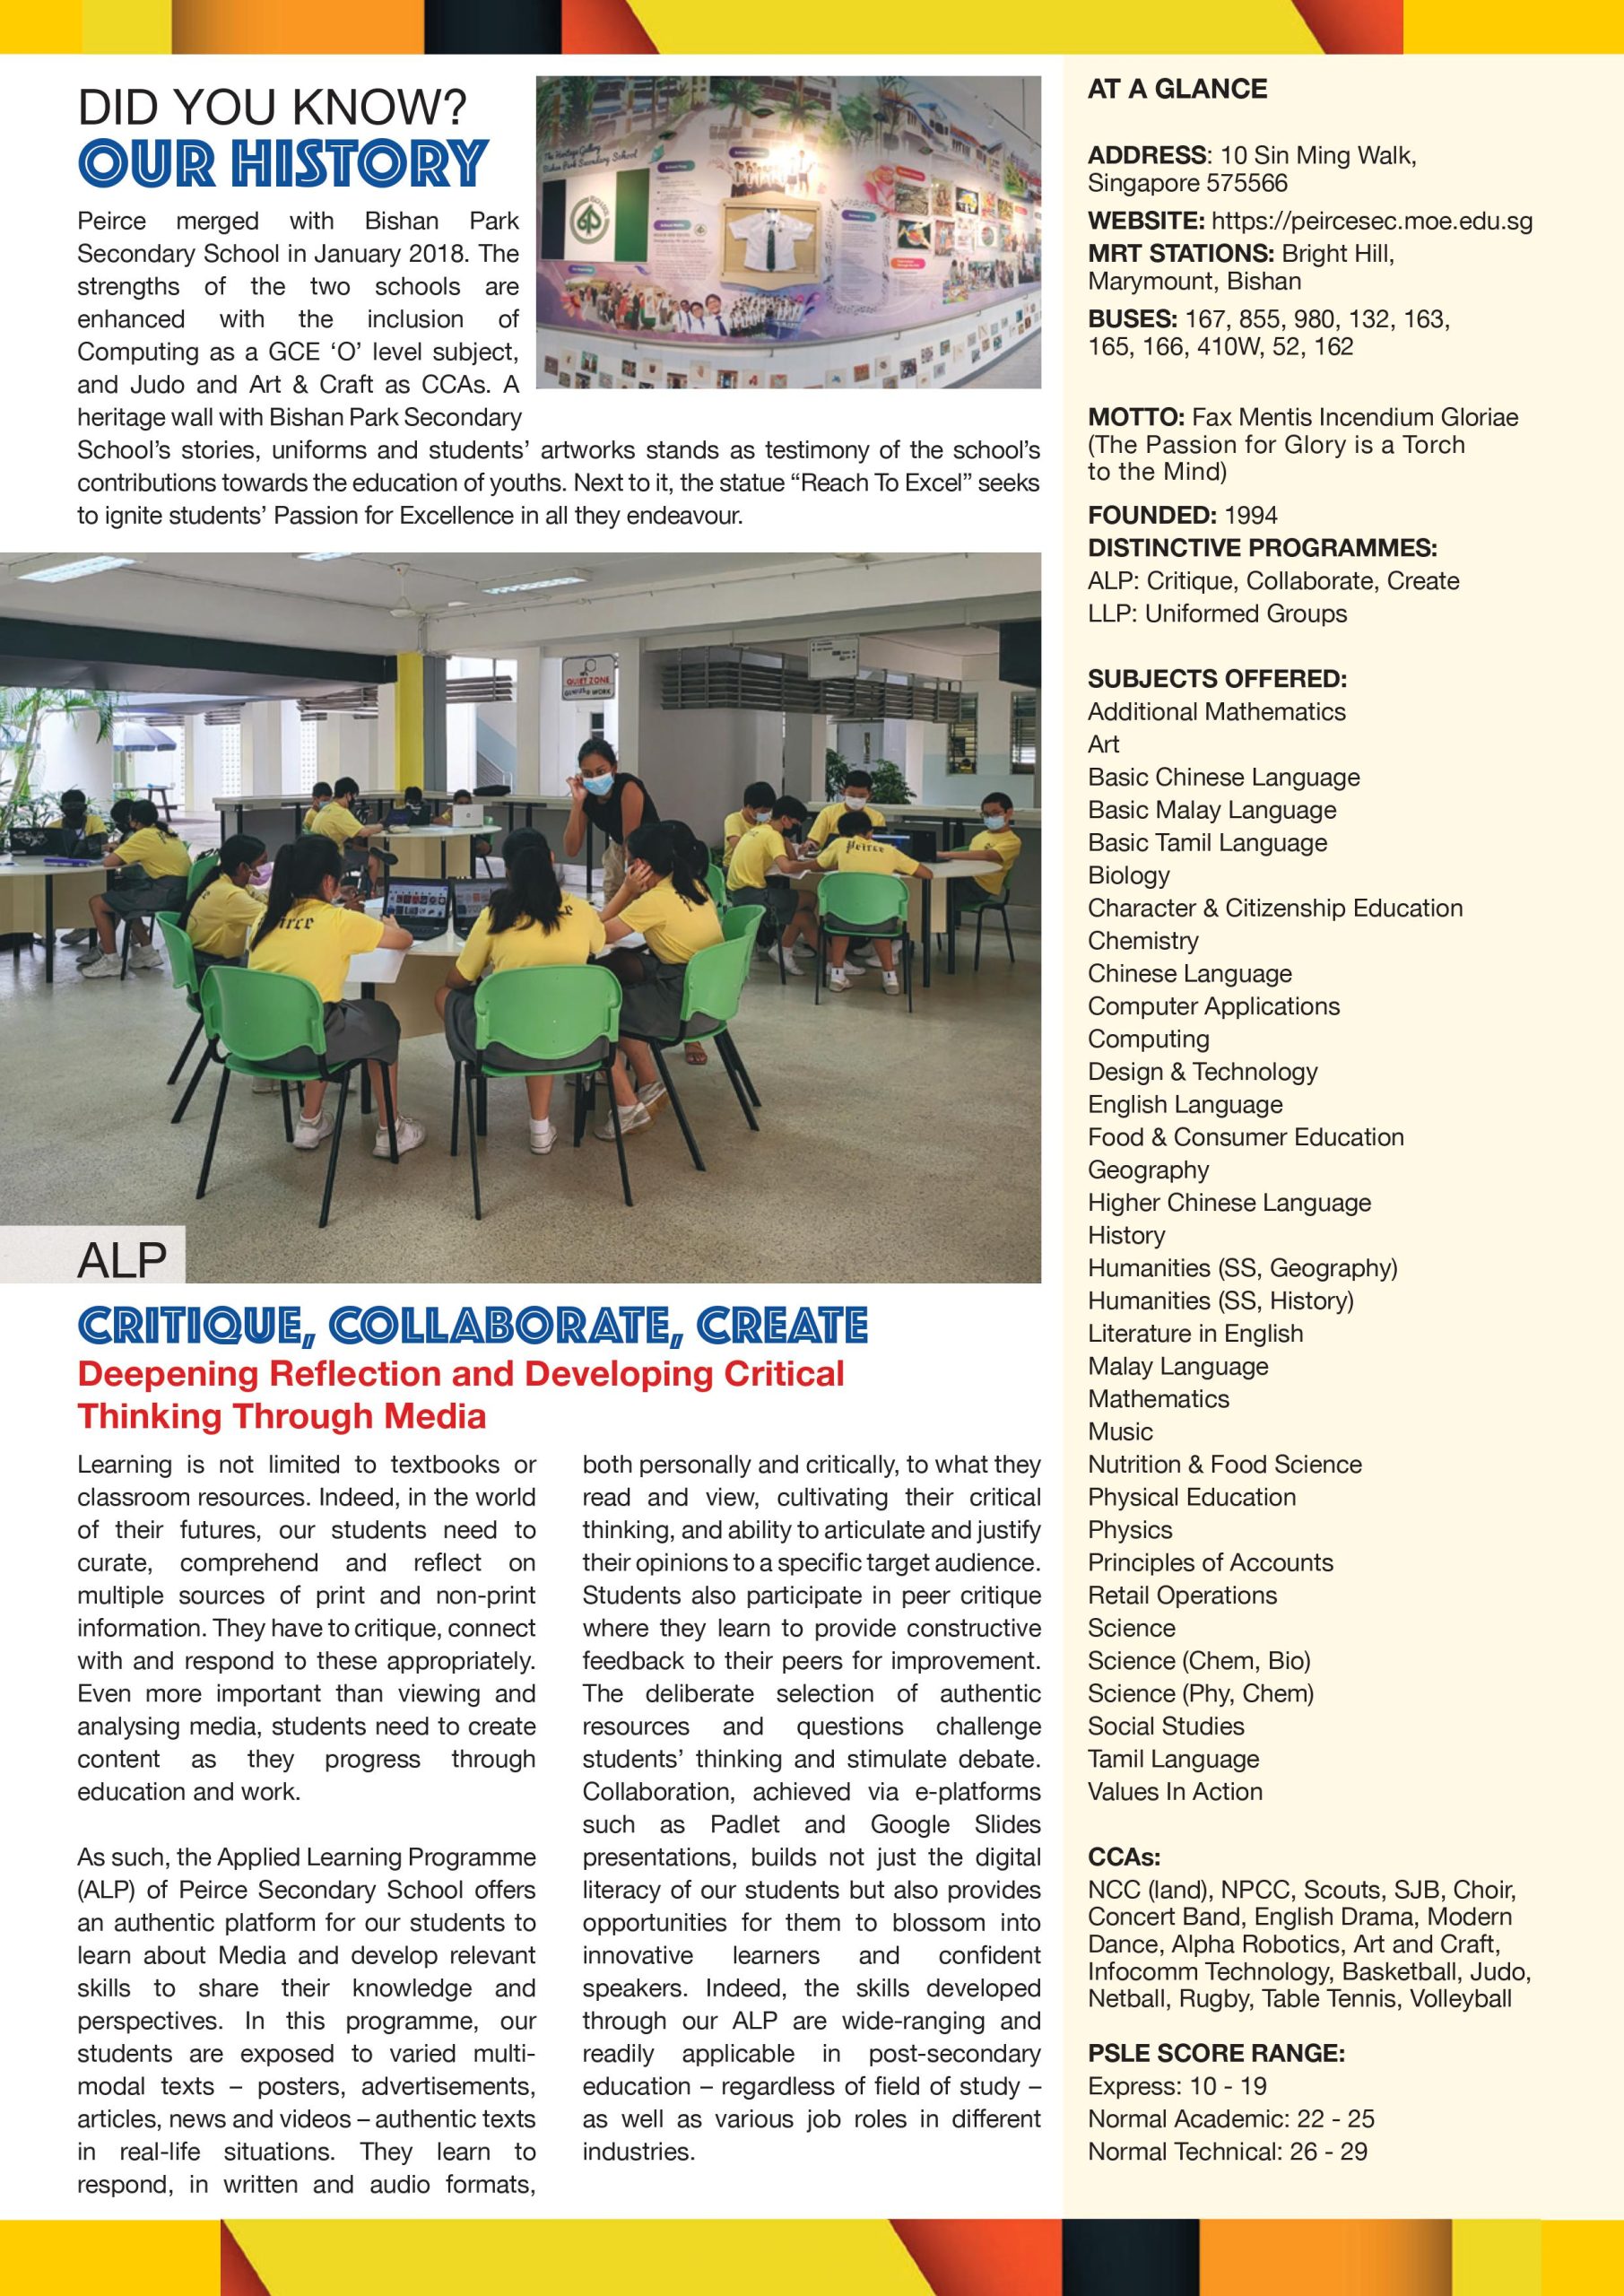 DID YOU KNOW?
OUR HISTORY
Peirce merged with Bishan Park
Secondary School in January 2018. The
strengths of the two schools are
enhanced with the inclusion of
Computing as a GCE ‘O’ level subject,
and Judo and Art & Craft as CCAs. A
heritage wall with Bishan Park Secondary
School’s stories, uniforms and students’ artworks stands as testimony of the school’s
contributions towards the education of youths. Next to it, the statue “Reach To Excel” seeks
to ignite students’ Passion for Excellence in all they endeavour.
The Heritage Gallery
Bishan Park Secondary School
QUIET ZONE
Peirce
ALP
CRITIQUE, COLLABORATE, CREATE
Deepening Reflection and Developing Critical
Thinking Through Media
Learning is not limited to textbooks or
classroom resources. Indeed, in the world
of their futures, our students need to
curate, comprehend and reflect on
multiple sources of print and non-print
information. They have to critique, connect
with and respond to these appropriately.
Even more important than viewing and
analysing media, students need to create
content as they progress through
education and work.
As such, the Applied Learning Programme
(ALP) of Peirce Secondary School offers
an authentic platform for our students to
learn about Media and develop relevant
skills to share their knowledge and
perspectives. In this programme, our
students are exposed to varied multi-
modal texts – posters, advertisements,
articles, news and videos – authentic texts
in real-life situations. They learn to
respond, in written and audio formats,
both personally and critically, to what they
read and view, cultivating their critical
thinking, and ability to articulate and justify
their opinions to a specific target audience.
Students also participate in peer critique
where they learn to provide constructive
feedback to their peers for improvement.
The deliberate selection of authentic
resources and questions challenge
students’ thinking and stimulate debate.
Collaboration, achieved via e-platforms
such as Padlet and Google Slides
presentations, builds not just the digital
literacy of our students but also provides
opportunities for them to blossom into
innovative learners and confident
speakers. Indeed, the skills developed
through our ALP are wide-ranging and
readily applicable in post-secondary
education – regardless of field of study –
as well as various job roles in different
industries.
AT A GLANCE
ADDRESS: 10 Sin Ming Walk,
Singapore 575566
WEBSITE: https://peircesec.moe.edu.sg
MRT STATIONS: Bright Hill,
Marymount, Bishan
BUSES: 167, 855, 980, 132, 163,
165, 166, 410W, 52, 162
MOTTO: Fax Mentis Incendium Gloriae
(The Passion for Glory is a Torch
to the Mind)
FOUNDED: 1994
DISTINCTIVE PROGRAMMES:
ALP: Critique, Collaborate, Create
LLP: Uniformed Groups
SUBJECTS OFFERED:
Additional Mathematics
Art
Basic Chinese Language
Basic Malay Language
Basic Tamil Language
Biology
Character & Citizenship Education
Chemistry
Chinese Language
Computer Applications
Computing
Design & Technology
English Language
Food & Consumer Education
Geography
Higher Chinese Language
History
Humanities (SS, Geography)
Humanities (SS, History)
Literature in English
Malay Language
Mathematics
Music
Nutrition & Food Science
Physical Education
Physics
Principles of Accounts
Retail Operations
Science
Science (Chem, Bio)
Science (Phy, Chem)
Social Studies
Tamil Language
Values In Action
CCAs:
NCC (land), NPCC, Scouts, SJB, Choir,
Concert Band, English Drama, Modern
Dance, Alpha Robotics, Art and Craft,
Infocomm Technology, Basketball, Judo,
Netball, Rugby, Table Tennis, Volleyball
PSLE SCORE RANGE:
Express: 10 - 19
Normal Academic: 22 - 25
Normal Technical: 26 - 29